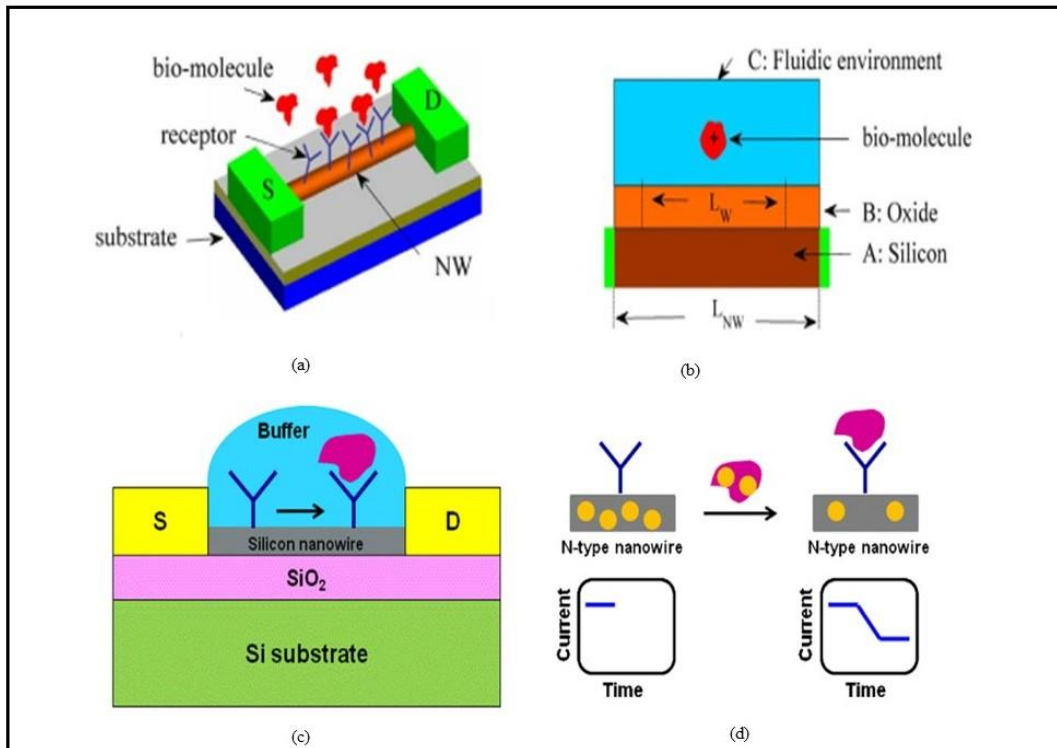 bio-molecule
receptor
D
S
substrate
NW
(a)
C: Fluidic environment
bio-molecule
L_W
B: Oxide
A: Silicon
L_NW
(b)
Buffer
S
D
Silicon nanowire
SiO₂
Si substrate
(c)
N-type nanowire
N-type nanowire
Current
Time
Current
Time
(d)